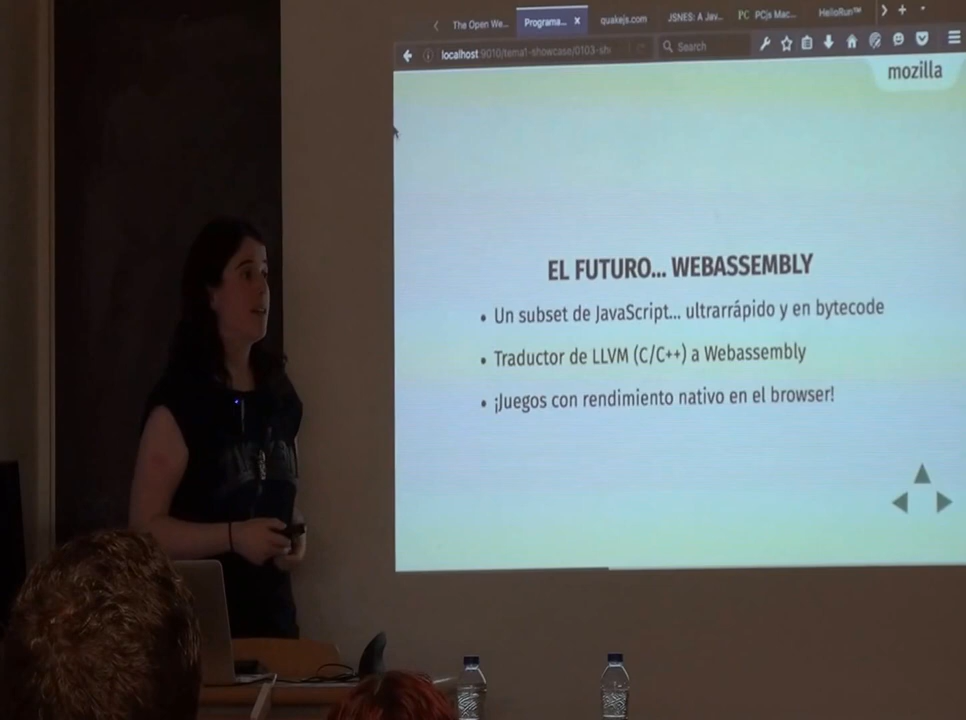 The Open We...
Programa... x
quakejs.com
JSNES: A Jav...
PC PCjs Mac...
HelloRun™
localhost:9010/tema1-showcase/0103-sh
Search
mozilla
EL FUTURO... WEBASSEMBLY
• Un subset de JavaScript... ultrarrápido y en bytecode
• Traductor de LLVM (C/C++) a Webassembly
• ¡Juegos con rendimiento nativo en el browser!